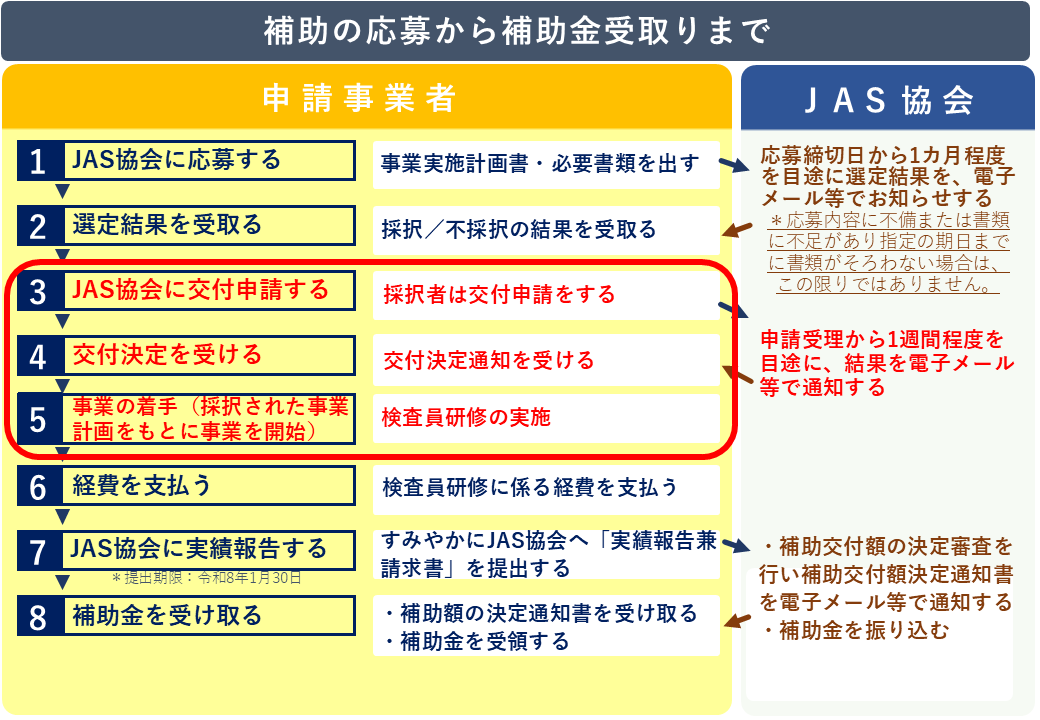 補助の応募から補助金受取りまで
申請事業者
JAS協会
1 JAS協会に応募する
事業実施計画書・必要書類を出す
応募締切日から1カ月程度
を目途に選定結果を、電子
メール等でお知らせする
＊応募内容に不備または書類
に不足があり指定の期日まで
に書類がそろわない場合は、
この限りではありません。
2 選定結果を受取る
採択／不採択の結果を受取る
3 JAS協会に交付申請する
採択者は交付申請をする
4 交付決定を受ける
交付決定通知を受ける
申請受理から1週間程度を
目途に、結果を電子メール
等で通知する
5 事業の着手（採択された事業
計画をもとに事業を開始）
検査員研修の実施
6 経費を支払う
検査員研修に係る経費を支払う
7 JAS協会に実績報告する
＊提出期限：令和8年1月30日
すみやかにJAS協会へ「実績報告兼
請求書」を提出する
・補助交付額の決定審査を
行い補助交付額決定通知書
を電子メール等で通知する
・補助金を振り込む
8 補助金を受け取る
・補助額の決定通知書を受け取る
・補助金を受領する